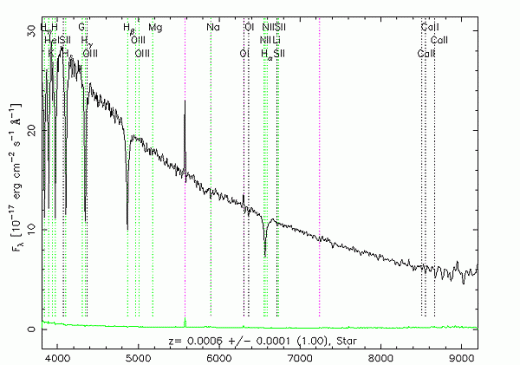 H H G Hβ Mg Na OI NII SII CaII
HeI SII Hγ OIII NII Li CaII
K Hδ OIII OIII OI Hα SII CaII
30
20
10
0
Fλ [10⁻¹⁷ erg cm⁻² s⁻¹ Å⁻¹]
z= 0.0006 +/- 0.0001 (1.00), Star
4000 5000 6000 7000 8000 9000